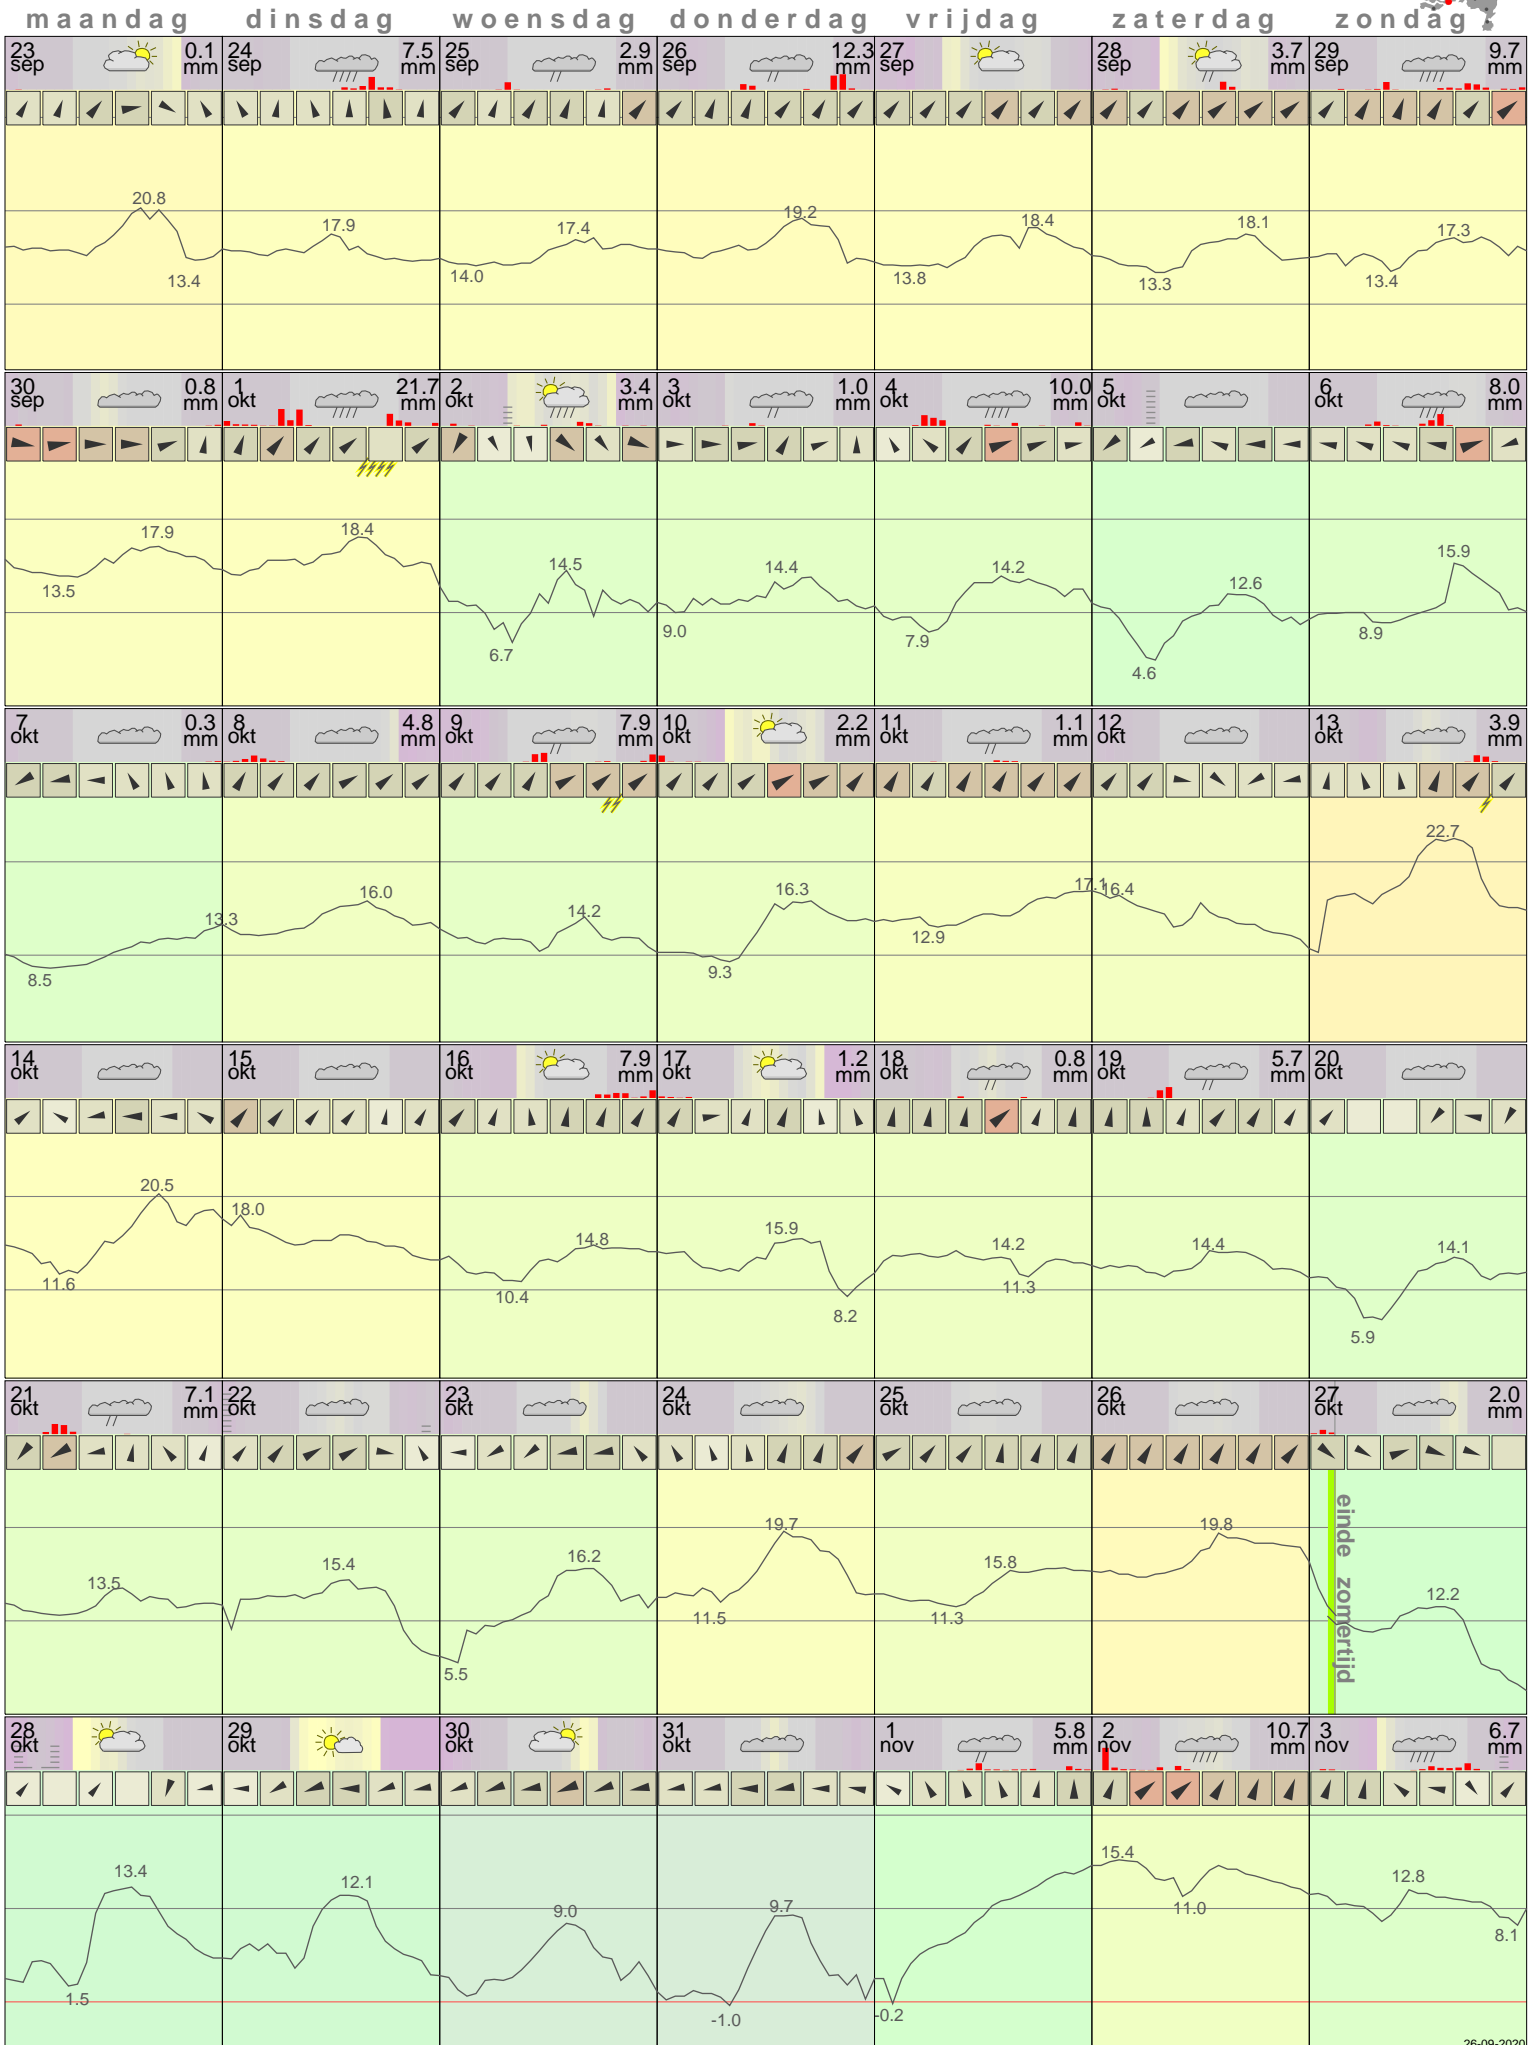 maandag dinsdag woensdag donderdag vrijdag zaterdag zondag
23 0.1 24 7.5 25 2.9 26 12.3 27 28 3.7 29 9.7
sep mm sep mm sep mm sep mm sep sep mm sep mm
20.8 17.9 17.4 19.2 18.4 18.1 17.3
13.4 14.0 13.8 13.3 13.4
30 0.8 1 21.7 2 3.4 3 1.0 4 10.0 5 6 8.0
sep mm okt mm okt mm okt mm okt mm okt okt mm
17.9 18.4 14.5 14.4 14.2 12.6 15.9
13.5 6.7 9.0 7.9 4.6 8.9
7 0.3 8 4.8 9 7.9 10 2.2 11 1.1 12 13 3.9
okt mm okt mm okt mm okt mm okt mm okt okt mm
13.3 16.0 14.2 16.3 17.1 16.4 22.7
8.5 9.3 12.9
14 15 16 7.9 17 1.2 18 0.8 19 5.7 20
okt okt okt mm okt mm okt mm okt mm okt
20.5 18.0 14.8 15.9 14.2 14.4 14.1
11.6 10.4 8.2 11.3 5.9
21 7.1 22 23 24 25 26 27 2.0
okt mm okt okt okt okt okt okt mm
13.5 15.4 16.2 19.7 15.8 19.8 12.2
5.5 11.5 11.3
einde zomertijd
28 29 30 31 1 5.8 2 10.7 3 6.7
okt okt okt okt nov mm nov mm nov mm
13.4 12.1 9.0 9.7 15.4 12.8
1.5 -1.0 -0.2 11.0 8.1
26-09-2020